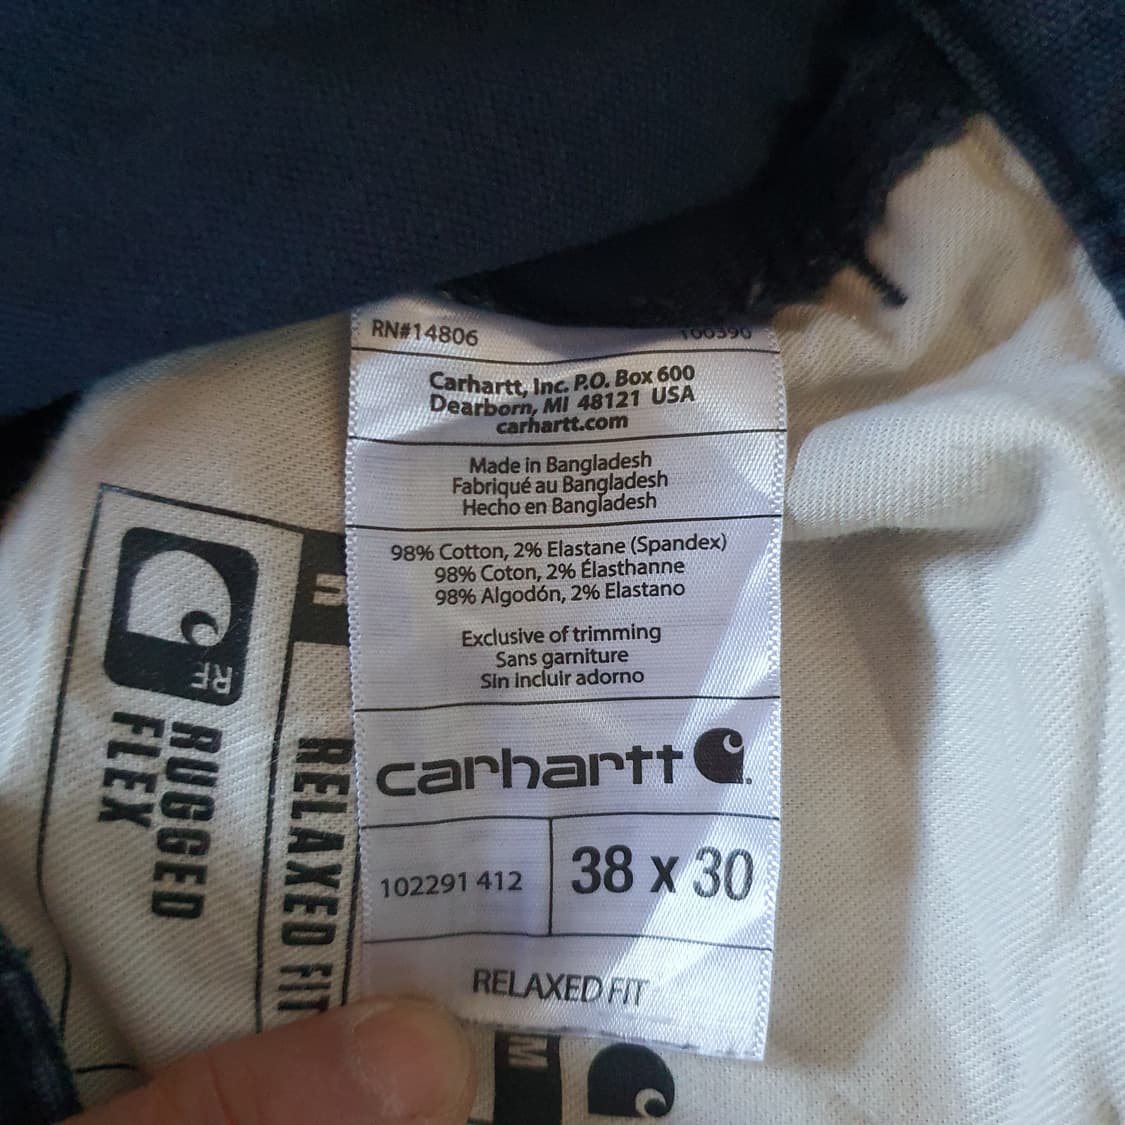 RN#14806
100390
Carhartt, Inc. P.O. Box 600
Dearborn, MI 48121 USA
carhartt.com
Made in Bangladesh
Fabriqué au Bangladesh
Hecho en Bangladesh
98% Cotton, 2% Elastane (Spandex)
98% Coton, 2% Élasthanne
98% Algodón, 2% Elastano
Exclusive of trimming
Sans garniture
Sin incluir adorno
carhartt
102291 412
38 x 30
RELAXED FIT
RF
RUGGED
FLEX
RELAXED FIT
M